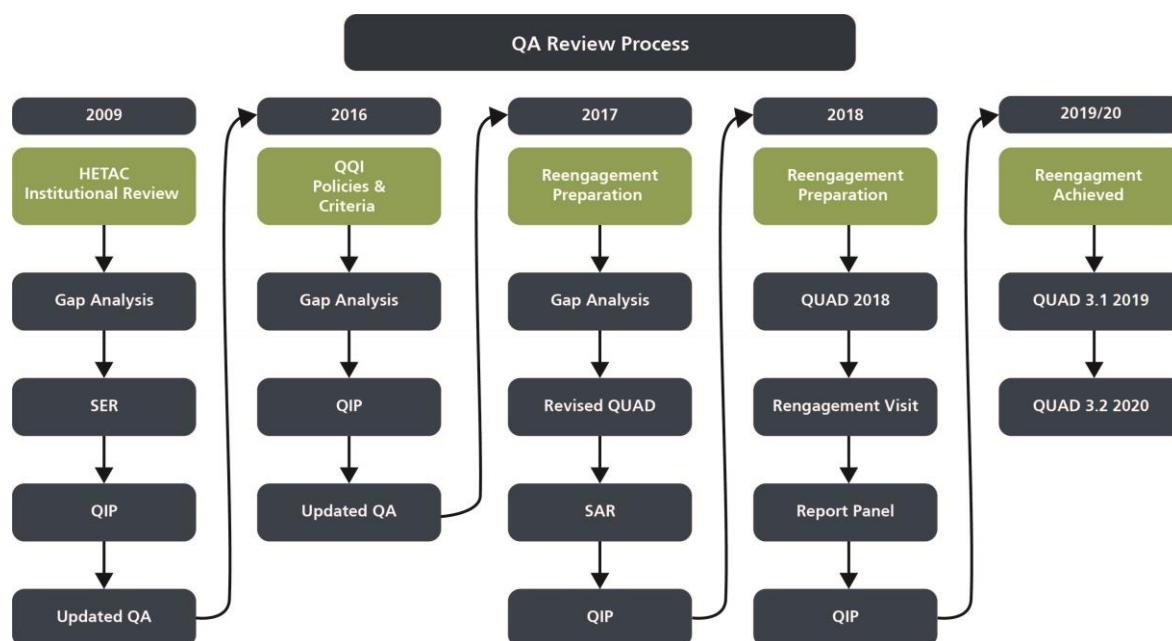 QA Review Process
2009
HETAC
Institutional Review
Gap Analysis
SER
QIP
Updated QA
2016
QQI
Policies &
Criteria
Gap Analysis
QIP
Updated QA
2017
Reengagement
Preparation
Gap Analysis
Revised QUAD
SAR
QIP
2018
Reengagement
Preparation
QUAD 2018
Rengagement Visit
Report Panel
QIP
2019/20
Reengagment
Achieved
QUAD 3.1 2019
QUAD 3.2 2020